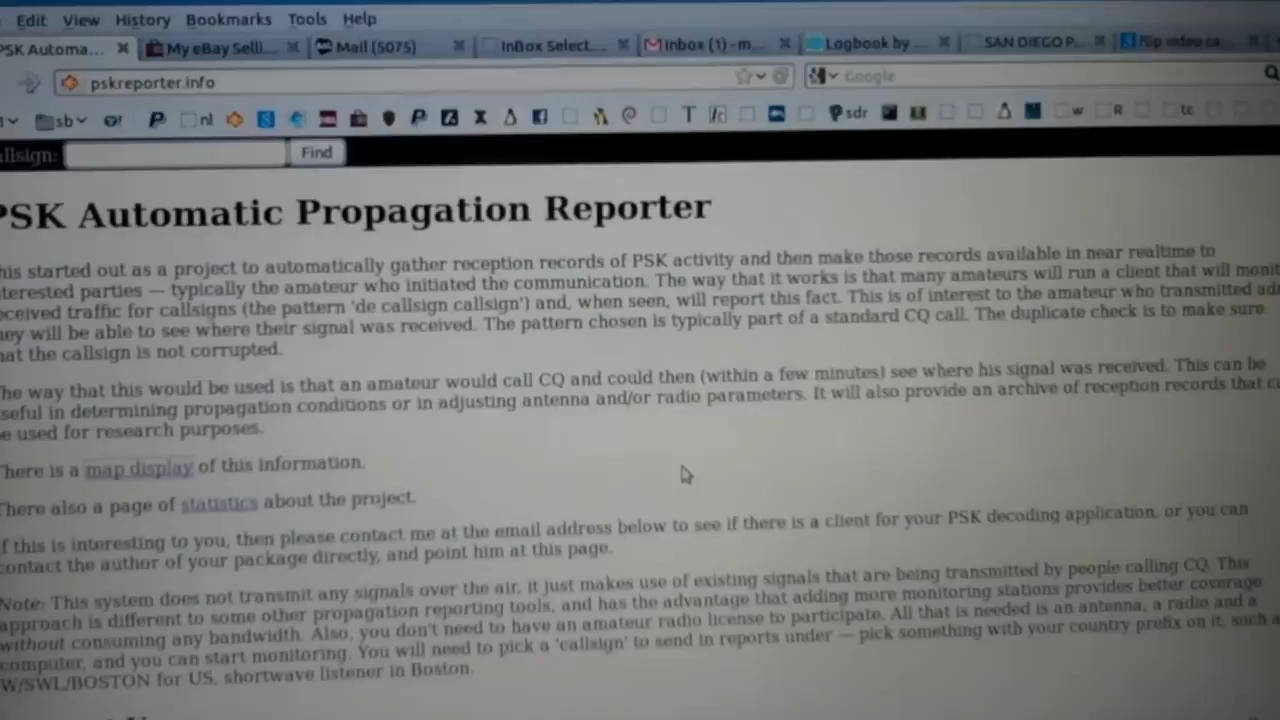 Edit View History Bookmarks Tools Help
PSK Automa... My eBay Selli... Mail (5075) InBox Select... Inbox (1) - m... Logbook by ... SAN DIEGO P... flip video ca...
pskreporter.info Google
sb nl sdr w R tc
allsign: Find
PSK Automatic Propagation Reporter
his started out as a project to automatically gather reception records of PSK activity and then make those records available in near realtime to
nterested parties — typically the amateur who initiated the communication. The way that it works is that many amateurs will run a client that will monit
eceived traffic for callsigns (the pattern 'de callsign callsign') and, when seen, will report this fact. This is of interest to the amateur who transmitted
hey will be able to see where their signal was received. The pattern chosen is typically part of a standard CQ call. The duplicate check is to make sure
hat the callsign is not corrupted.
he way that this would be used is that an amateur would call CQ and could then (within a few minutes) see where his signal was received. This can be
seful in determining propagation conditions or in adjusting antenna and/or radio parameters. It will also provide an archive of reception records that c
e used for research purposes.
here is a map display of this information.
There also a page of statistics about the project.
f this is interesting to you, then please contact me at the email address below to see if there is a client for your PSK decoding application, or you can
contact the author of your package directly, and point him at this page.
Note: This system does not transmit any signals over the air, it just makes use of existing signals that are being transmitted by people calling CQ. This
approach is different to some other propagation reporting tools, and has the advantage that adding more monitoring stations provides better coverage
without consuming any bandwidth. Also, you don't need to have an amateur radio license to participate. All that is needed is an antenna, a radio and a
computer, and you can start monitoring. You will need to pick a 'callsign' to send in reports under — pick something with your country prefix on it, such a
W/SWL/BOSTON for US, shortwave listener in Boston.